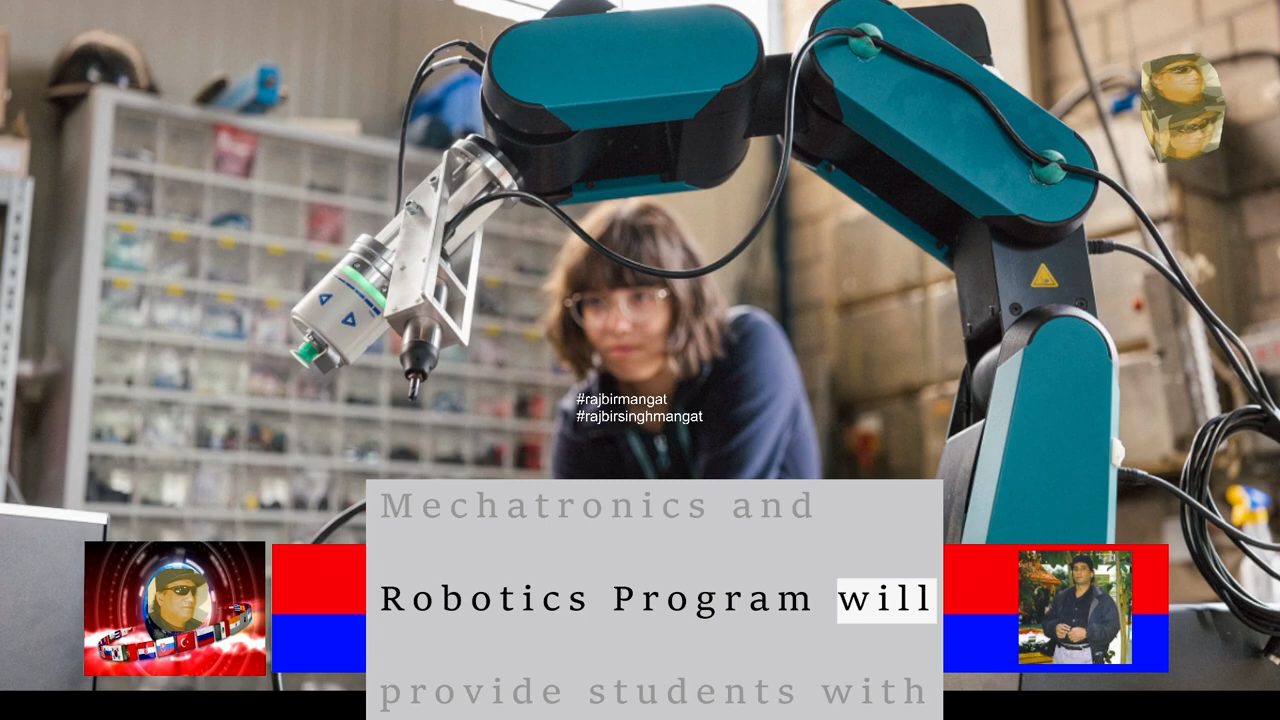 #rajbirmangat
#rajbirsinghmangat
Mechatronics and
Robotics Program will
provide students with